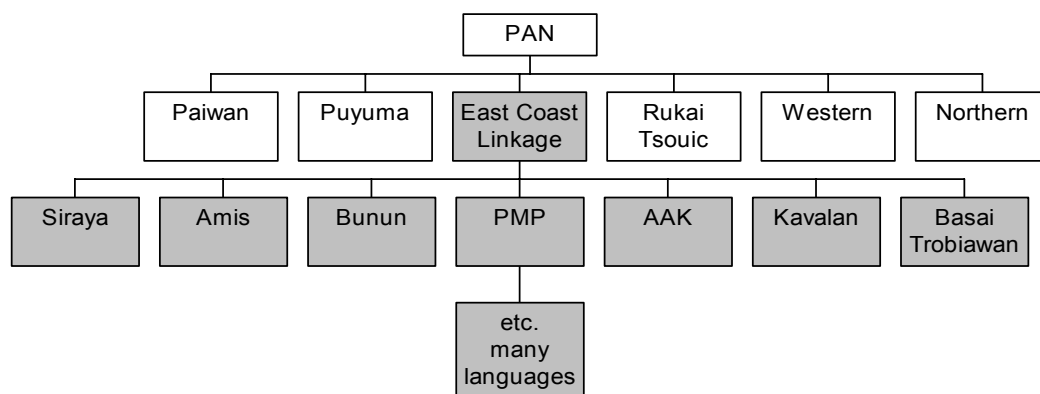 PAN
Paiwan
Puyuma
East Coast
Linkage
Rukai
Tsouic
Western
Northern
Siraya
Amis
Bunun
PMP
AAK
Kavalan
Basai
Trobiawan
etc.
many
languages